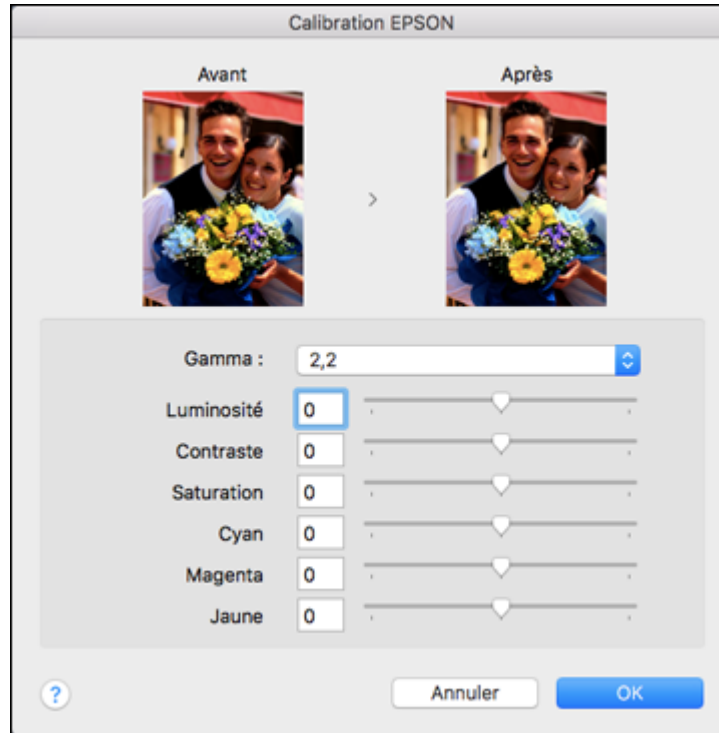 Calibration EPSON
Avant
Après
>
Gamma : 2,2
Luminosité 0
Contraste 0
Saturation 0
Cyan 0
Magenta 0
Jaune 0
? Annuler OK